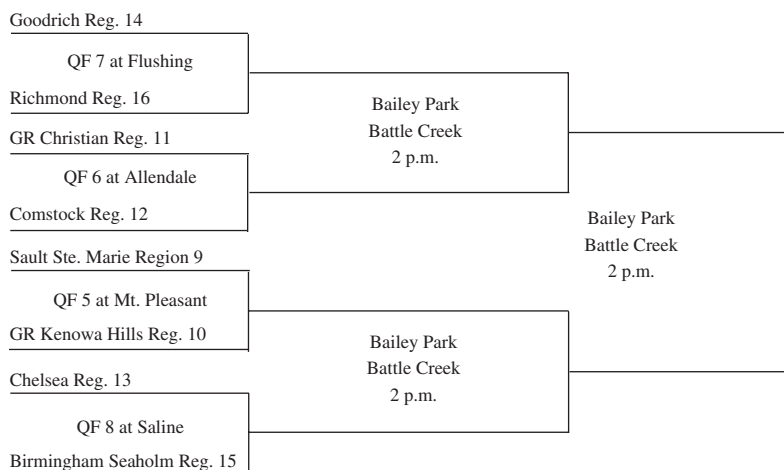 Goodrich Reg. 14
QF 7 at Flushing
Richmond Reg. 16
GR Christian Reg. 11
QF 6 at Allendale
Comstock Reg. 12
Sault Ste. Marie Region 9
QF 5 at Mt. Pleasant
GR Kenowa Hills Reg. 10
Chelsea Reg. 13
QF 8 at Saline
Birmingham Seaholm Reg. 15
Bailey Park
Battle Creek
2 p.m.
Bailey Park
Battle Creek
2 p.m.
Bailey Park
Battle Creek
2 p.m.